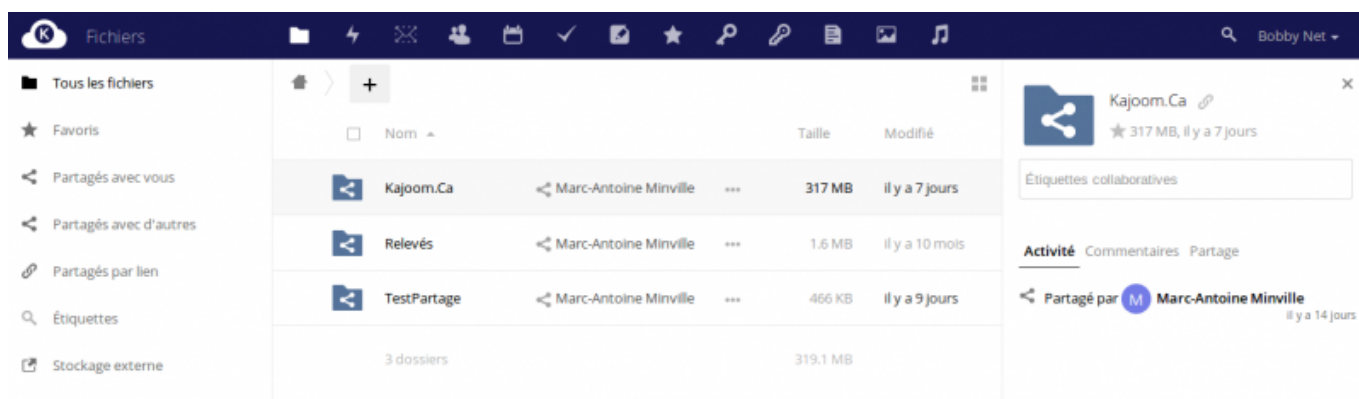 K Fichiers Bobby Net
Tous les fichiers
Favoris
Partagés avec vous
Partagés avec d'autres
Partagés par lien
Étiquettes
Stockage externe
+
Nom Taille Modifié
Kajoom.Ca Marc-Antoine Minville ... 317 MB il y a 7 jours
Relevés Marc-Antoine Minville ... 1.6 MB il y a 10 mois
TestPartage Marc-Antoine Minville ... 466 KB il y a 9 jours
3 dossiers 319.1 MB
×
Kajoom.Ca
317 MB, il y a 7 jours
Étiquettes collaboratives
Activité Commentaires Partage
Partagé par M Marc-Antoine Minville
il y a 14 jours